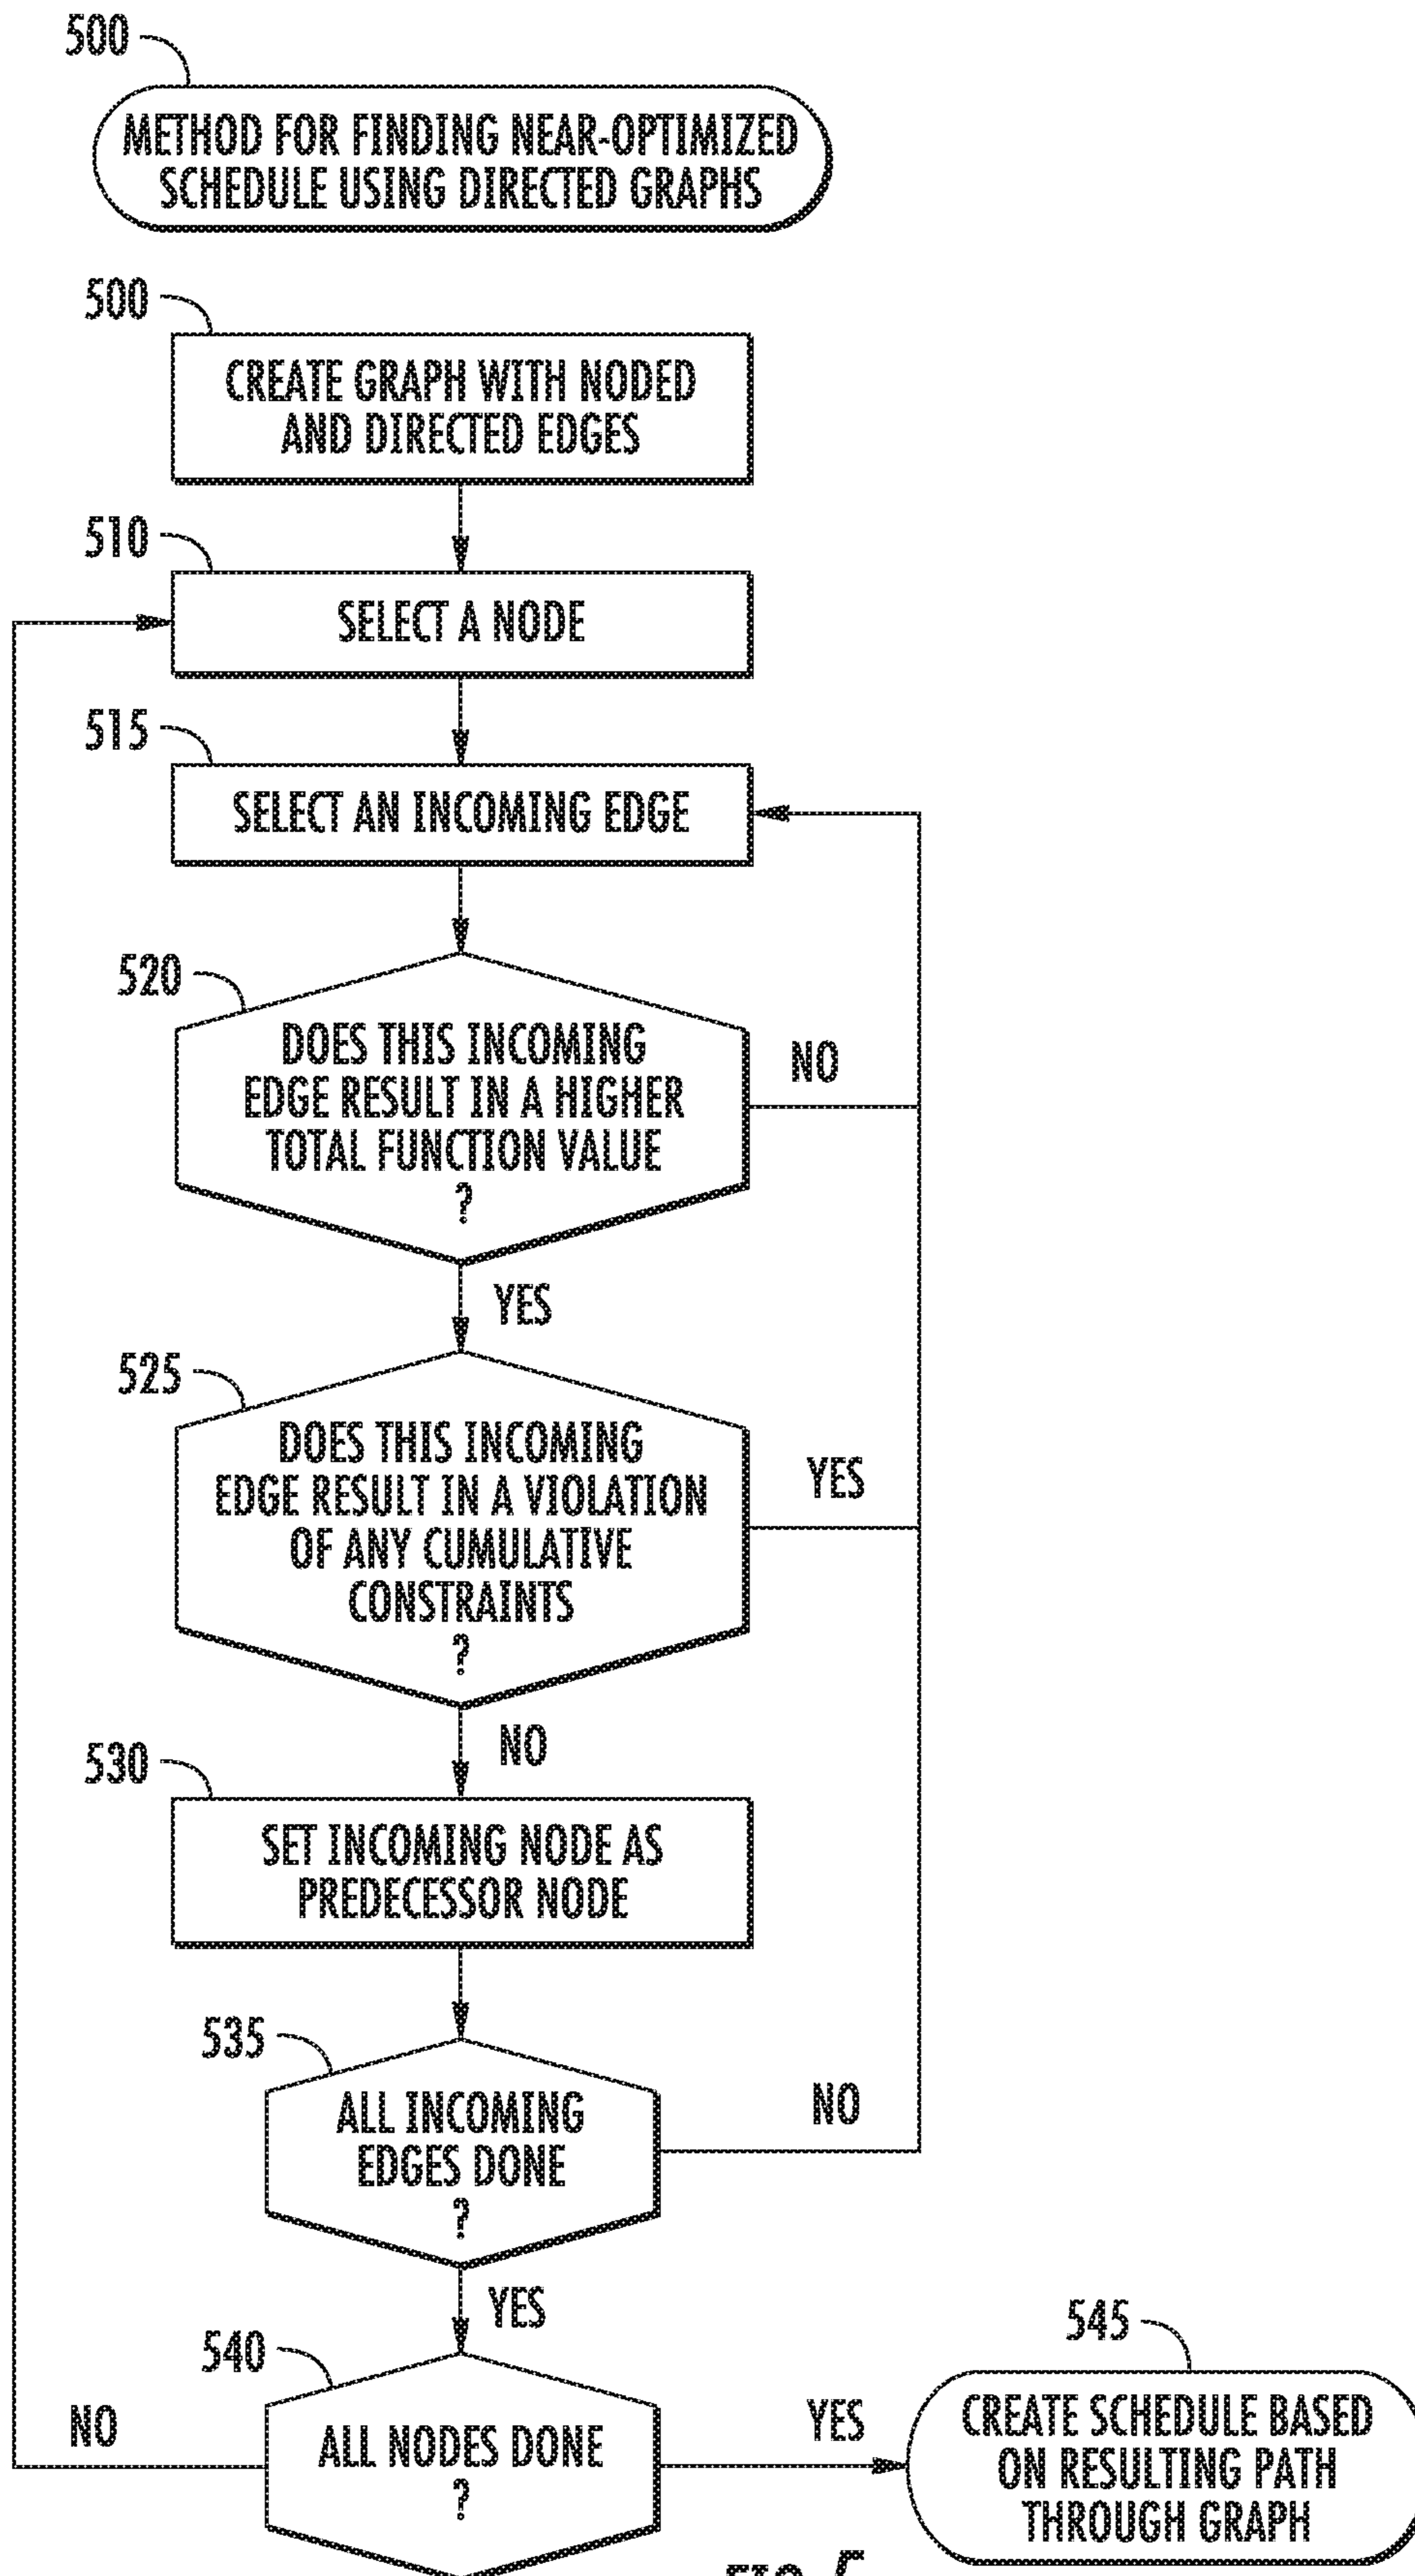 500
METHOD FOR FINDING NEAR-OPTIMIZED
SCHEDULE USING DIRECTED GRAPHS
500
CREATE GRAPH WITH NODED
AND DIRECTED EDGES
510
SELECT A NODE
515
SELECT AN INCOMING EDGE
520
DOES THIS INCOMING
EDGE RESULT IN A HIGHER
TOTAL FUNCTION VALUE
?
NO
YES
525
DOES THIS INCOMING
EDGE RESULT IN A VIOLATION
OF ANY CUMULATIVE
CONSTRAINTS
?
YES
NO
530
SET INCOMING NODE AS
PREDECESSOR NODE
535
ALL INCOMING
EDGES DONE
?
NO
YES
540
ALL NODES DONE
?
NO
YES
545
CREATE SCHEDULE BASED
ON RESULTING PATH
THROUGH GRAPH